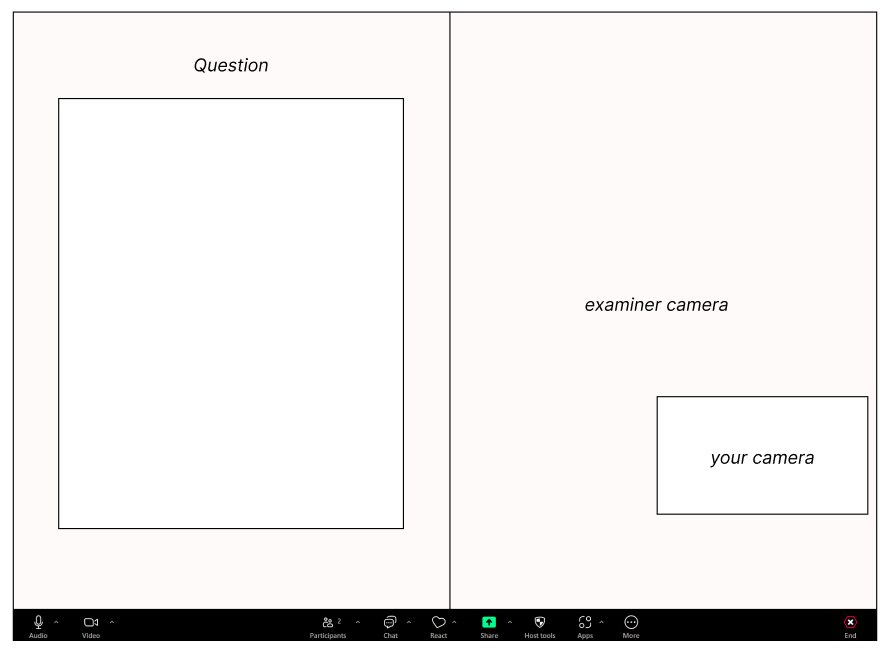 Question
examiner camera
your camera
2
Audio
Video
Participants
Chat
React
Share
Host tools
Apps
More
End